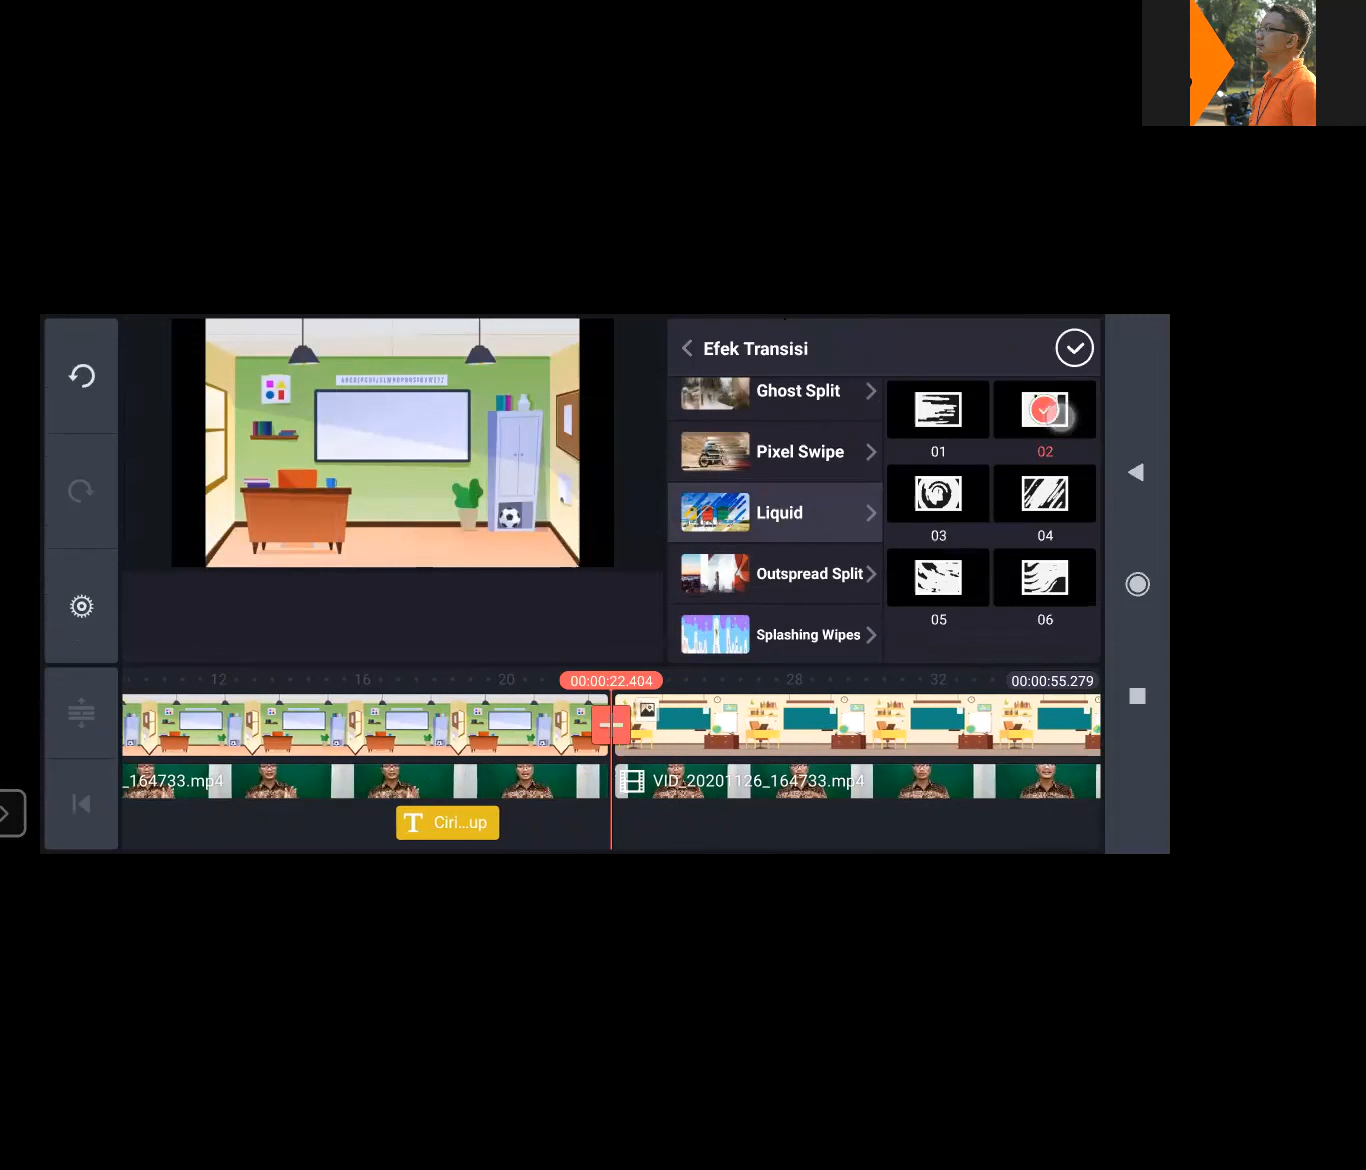 Efek Transisi
Ghost Split
Pixel Swipe
Liquid
Outspread Split
Splashing Wipes
01
02
03
04
05
06
12
16
20
00:00:22.404
28
32
00:00:55.279
_164733.mp4
VID_20201126_164733.mp4
T Ciri...up